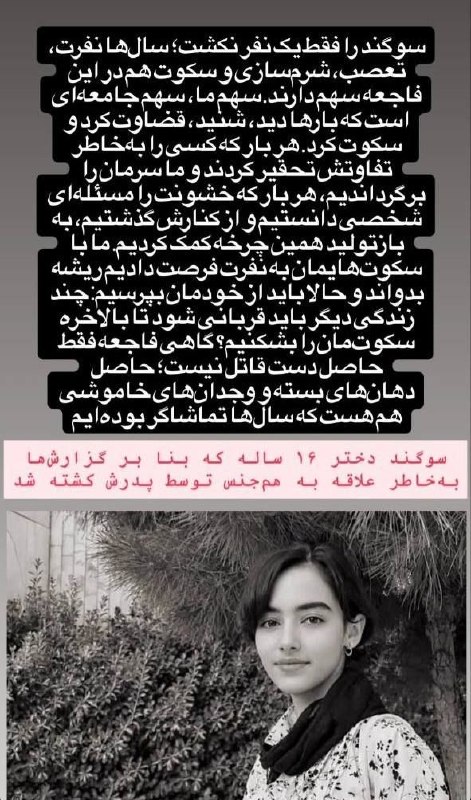 سوگند را فقط یک نفر نکشت؛ سال‌ها نفرت،
تعصب، شرم‌سازی و سکوت هم در این
فاجعه سهم دارند. سهم ما، سهم جامعه‌ای
است که بارها دید، شنید، قضاوت کرد و
سکوت کرد. هر بار که کسی را به‌خاطر
تفاوتش تحقیر کردند و ما سرمان را
برگرداندیم، هر بار که خشونت را مسئله‌ای
شخصی دانستیم و از کنارش گذشتیم، به
بازتولید همین چرخه کمک کردیم. ما با
سکوت‌هایمان به نفرت فرصت دادیم ریشه
بدواند و حالا باید از خودمان بپرسیم: چند
زندگی دیگر باید قربانی شود تا بالاخره
سکوت‌مان را بشکنیم؟ گاهی فاجعه فقط
حاصل دست قاتل نیست؛ حاصل
دهان‌های بسته و وجدان‌های خاموشی
هم هست که سال‌ها تماشاگر بوده‌ایم
سوگند دختر ۱۶ ساله که بنا بر گزارش‌ها
به‌خاطر علاقه به هم‌جنس توسط پدرش کشته شد